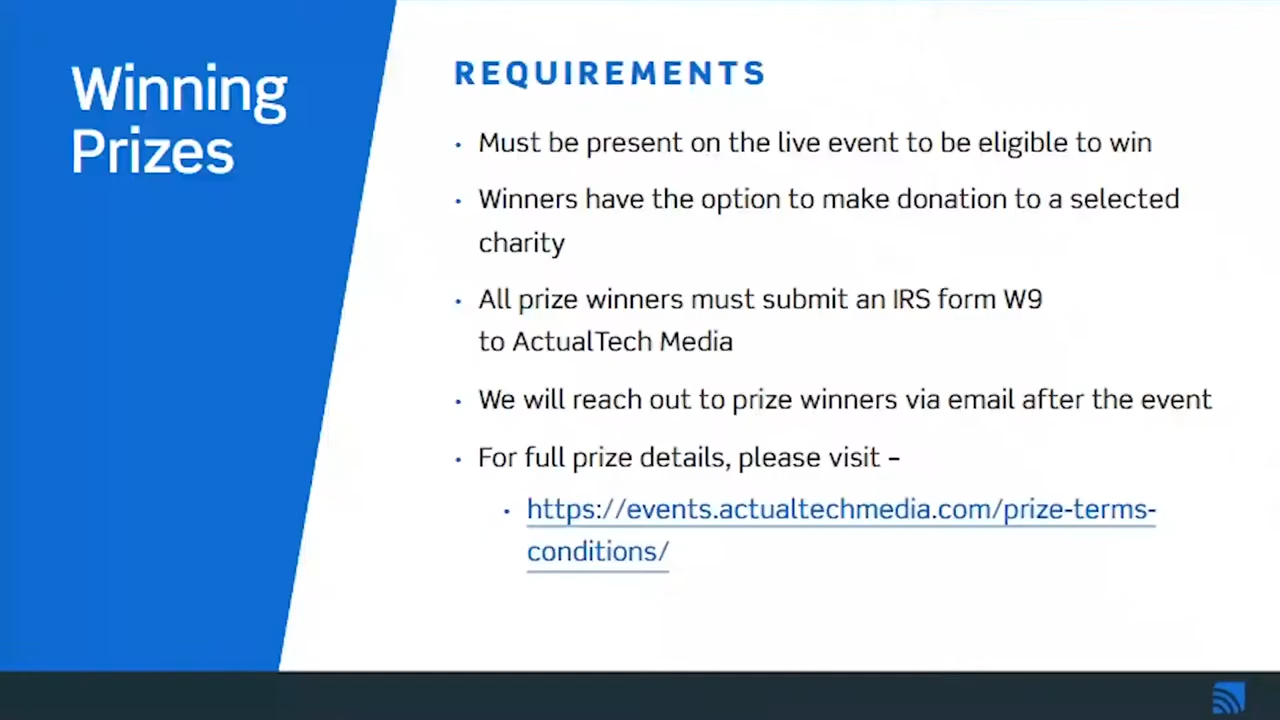 Winning
Prizes
REQUIREMENTS
• Must be present on the live event to be eligible to win
• Winners have the option to make donation to a selected
charity
• All prize winners must submit an IRS form W9
to ActualTech Media
• We will reach out to prize winners via email after the event
• For full prize details, please visit –
• https://events.actualtechmedia.com/prize-terms-
conditions/